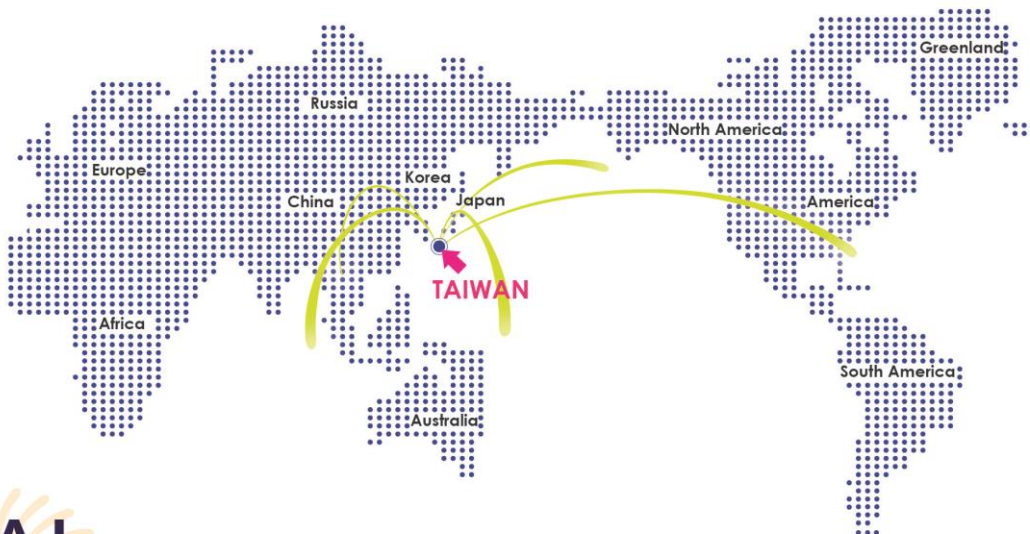 Greenland
Russia
North America
Europe
Korea
China
Japan
America
TAIWAN
Africa
South America
Australia